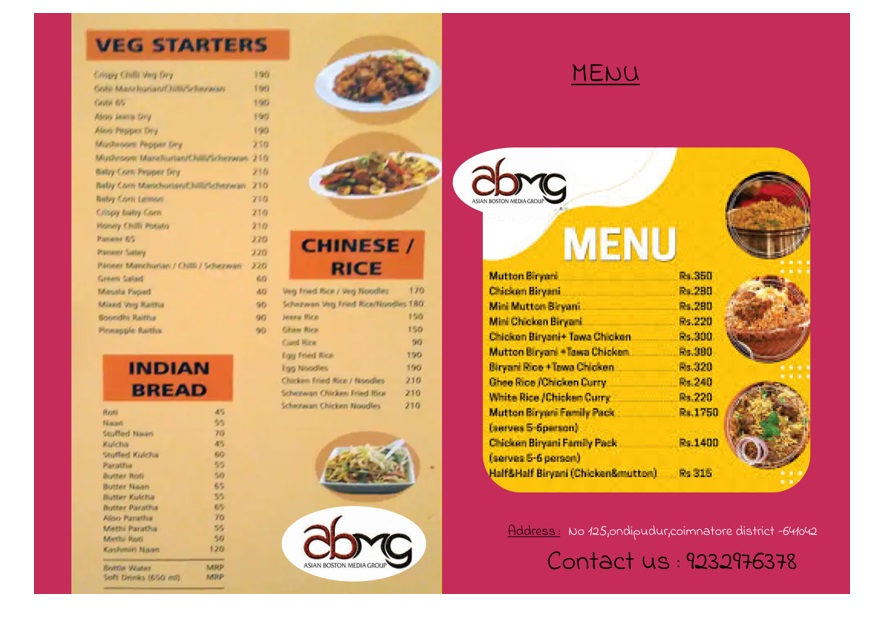 VEG STARTERS
Crispy Chilli Veg Dry 190
Gobi Manchurian/Chilli/Schezwan 190
Gobi 65 190
Aloo Jeera Dry 190
Aloo Pepper Dry 190
Mushroom Pepper Dry 210
Mushroom Manchurian/Chilli/Schezwan 210
Baby Corn Pepper Dry 210
Baby Corn Manchurian/Chilli/Schezwan 210
Baby Corn Lemon 210
Crispy baby Corn 210
Honey Chilli Potato 210
Paneer 65 220
Paneer Satey 220
Paneer Manchurian / Chilli / Schezwan 220
Green Salad 60
Masala Papad 40
Mixed Veg Raitha 90
Boondhi Raitha 90
Pineapple Raitha 90
INDIAN
BREAD
Roti 45
Naan 55
Stuffed Naan 70
Kulcha 45
Stuffed Kulcha 60
Paratha 55
Butter Roti 50
Butter Naan 65
Butter Kulcha 55
Butter Paratha 65
Aloo Paratha 70
Methi Paratha 55
Methi Roti 50
Kashmiri Naan 120
Bottle Water MRP
Soft Drinks (650 ml) MRP
CHINESE /
RICE
Veg Fried Rice / Veg Noodles 170
Schezwan Veg Fried Rice/Noodles 180
Jeera Rice 150
Ghee Rice 150
Curd Rice 90
Egg Fried Rice 190
Egg Noodles 190
Chicken Fried Rice / Noodles 210
Schezwan Chicken Fried Rice 210
Schezwan Chicken Noodles 210
abmg
ASIAN BOSTON MEDIA GROUP
MENU
abmg
ASIAN BOSTON MEDIA GROUP
MENU
Mutton Biryani Rs.350
Chicken Biryani Rs.280
Mini Mutton Biryani Rs.280
Mini Chicken Biryani Rs.220
Chicken Biryani+ Tawa Chicken Rs.300
Mutton Biryani +Tawa Chicken Rs.380
Biryani Rice +Tawa Chicken Rs.320
Ghee Rice /Chicken Curry Rs.240
White Rice /Chicken Curry Rs.220
Mutton Biryani Family Pack Rs.1750
(serves 5-6person)
Chicken Biryani Family Pack Rs.1400
(serves 5-6 person)
Half&Half Biryani (Chicken&mutton) Rs 315
Address : No 125,ondipudur,coimnatore district -641042
Contact us : 9232976378